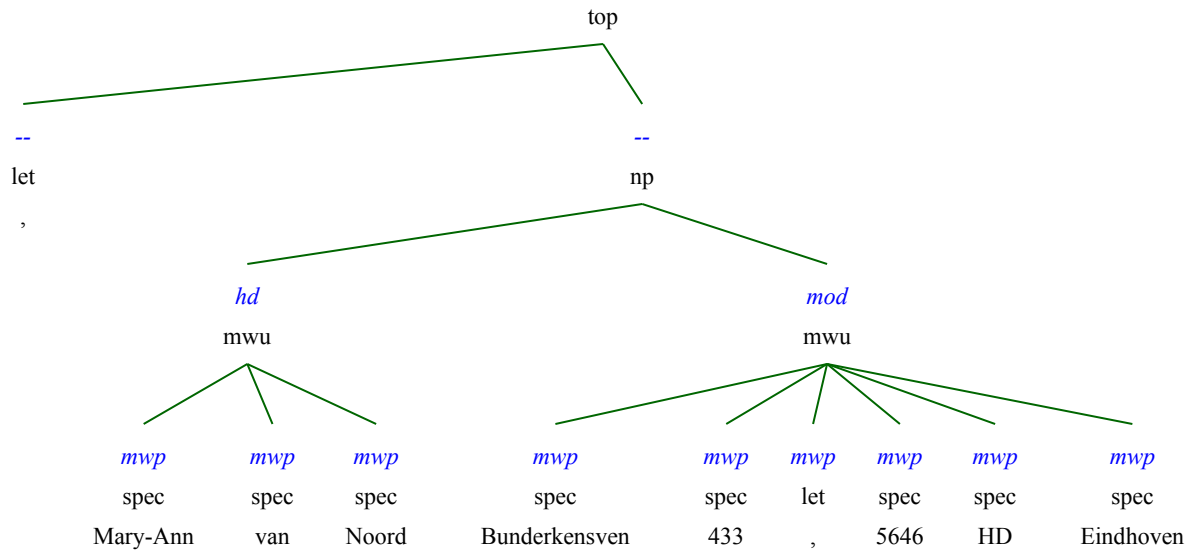 top
-- --
let np
,
hd mod
mwu mwu
mwp mwp mwp mwp mwp mwp mwp mwp mwp
spec spec spec spec spec let spec spec spec
Mary-Ann van Noord Bunderkensven 433 , 5646 HD Eindhoven